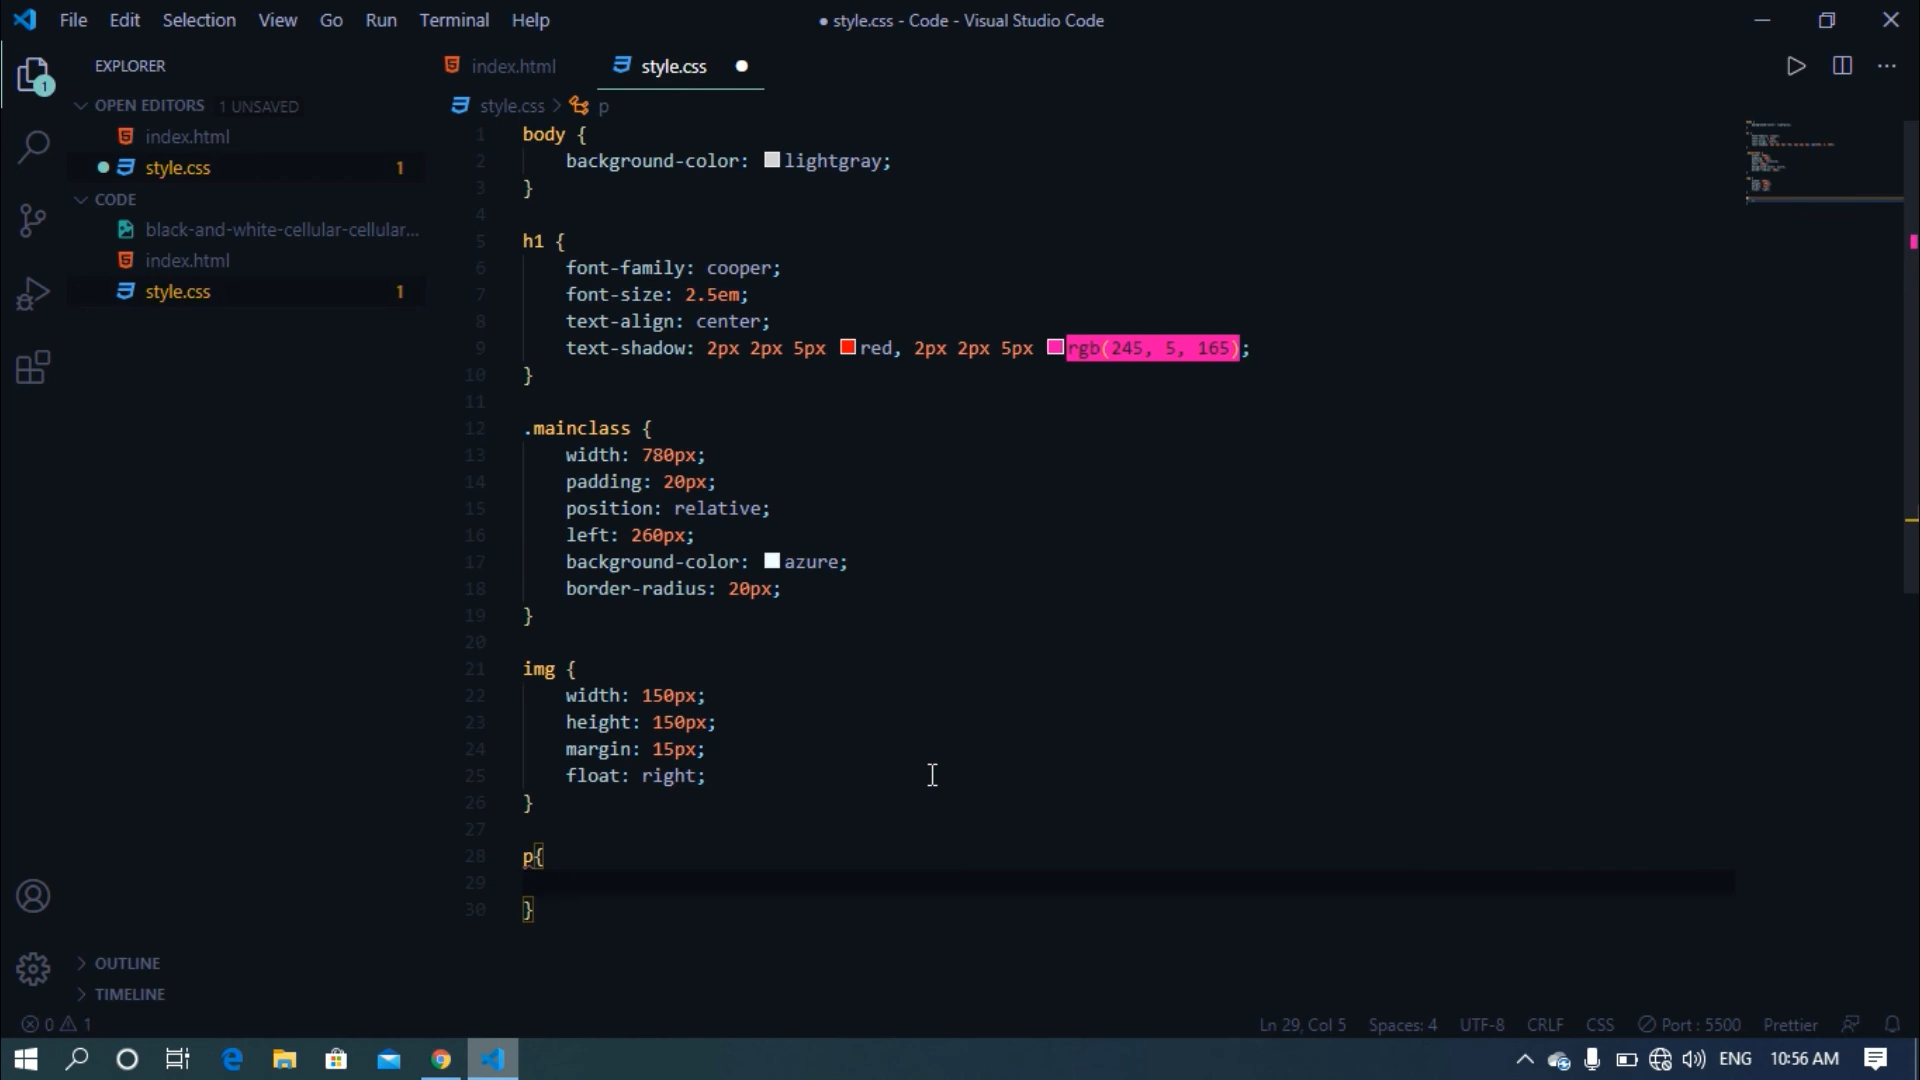 File Edit Selection View Go Run Terminal Help
● style.css - Code - Visual Studio Code
EXPLORER
OPEN EDITORS 1 UNSAVED
index.html
style.css 1
CODE
black-and-white-cellular-cellular...
index.html
style.css 1
OUTLINE
TIMELINE
index.html style.css
style.css > p
1 body {
2 background-color: lightgray;
3 }
4
5 h1 {
6 font-family: cooper;
7 font-size: 2.5em;
8 text-align: center;
9 text-shadow: 2px 2px 5px red, 2px 2px 5px rgb(245, 5, 165);
10 }
11
12 .mainclass {
13 width: 780px;
14 padding: 20px;
15 position: relative;
16 left: 260px;
17 background-color: azure;
18 border-radius: 20px;
19 }
20
21 img {
22 width: 150px;
23 height: 150px;
24 margin: 15px;
25 float: right;
26 }
27
28 p{
29
30 }
0 1
Ln 29, Col 5 Spaces: 4 UTF-8 CRLF CSS Port : 5500 Prettier
ENG 10:56 AM